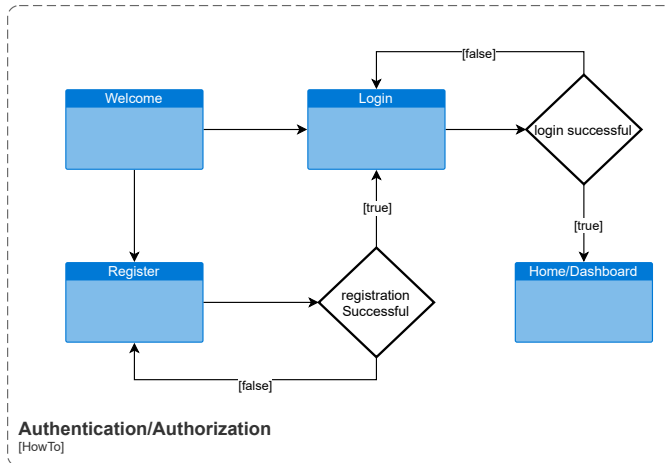 [false]
Welcome
Login
login successful
[true]
[true]
Register
Home/Dashboard
registration
Successful
[false]
Authentication/Authorization
[HowTo]